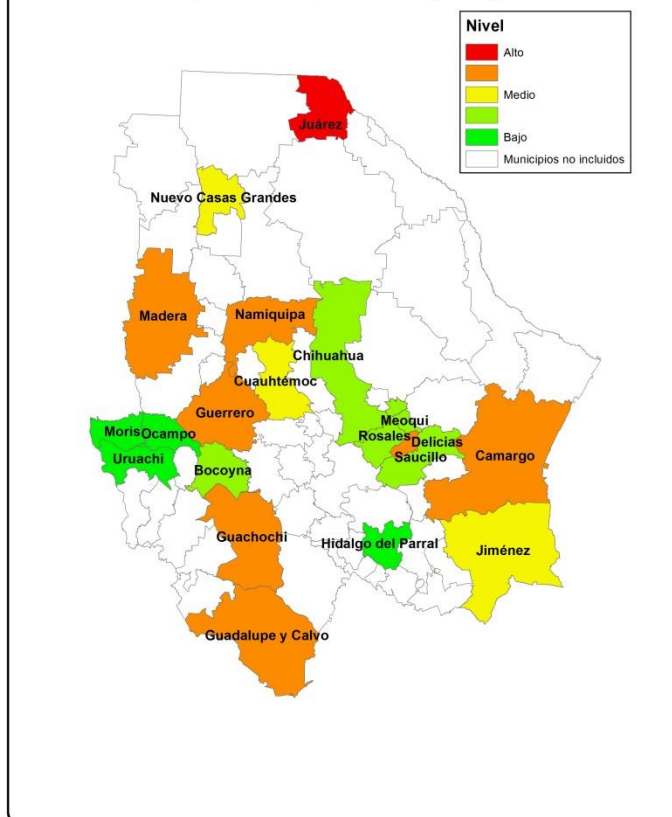 Nivel
Alto
Medio
Bajo
Municipios no incluidos
Juárez
Nuevo Casas Grandes
Madera
Namiquipa
Chihuahua
Cuauhtémoc
Guerrero
Meoqui
Moris
Ocampo
Rosales
Delicias
Uruachi
Saucillo
Camargo
Bocoyna
Guachochi
Hidalgo del Parral
Jiménez
Guadalupe y Calvo